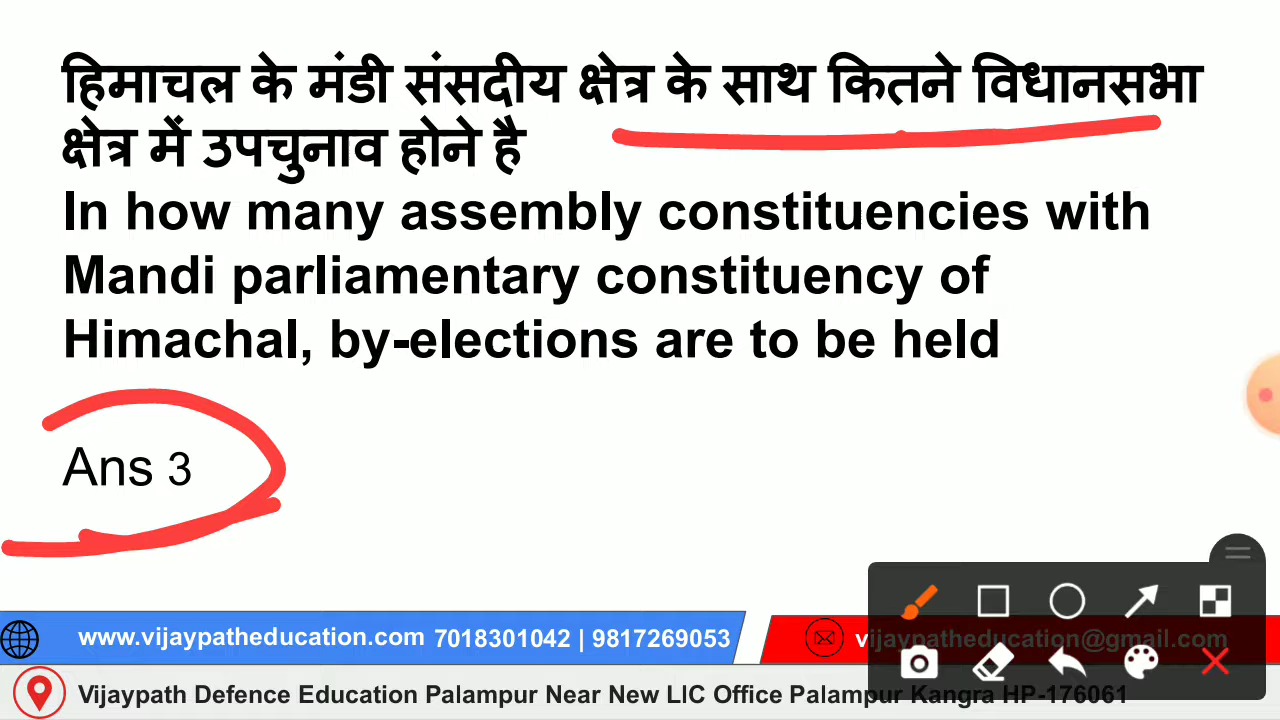 हिमाचल के मंडी संसदीय क्षेत्र के साथ कितने विधानसभा
क्षेत्र में उपचुनाव होने है
In how many assembly constituencies with
Mandi parliamentary constituency of
Himachal, by-elections are to be held
Ans 3
www.vijaypatheducation.com 7018301042 | 9817269053
vijaypatheducation@gmail.com
Vijaypath Defence Education Palampur Near New LIC Office Palampur Kangra HP-176061